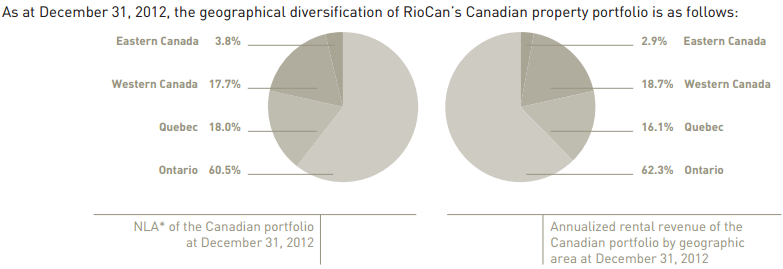 As at December 31, 2012, the geographical diversification of RioCan's Canadian property portfolio is as follows:
Eastern Canada 3.8%
Western Canada 17.7%
Quebec 18.0%
Ontario 60.5%
NLA* of the Canadian portfolio
at December 31, 2012
2.9% Eastern Canada
18.7% Western Canada
16.1% Quebec
62.3% Ontario
Annualized rental revenue of the
Canadian portfolio by geographic
area at December 31, 2012